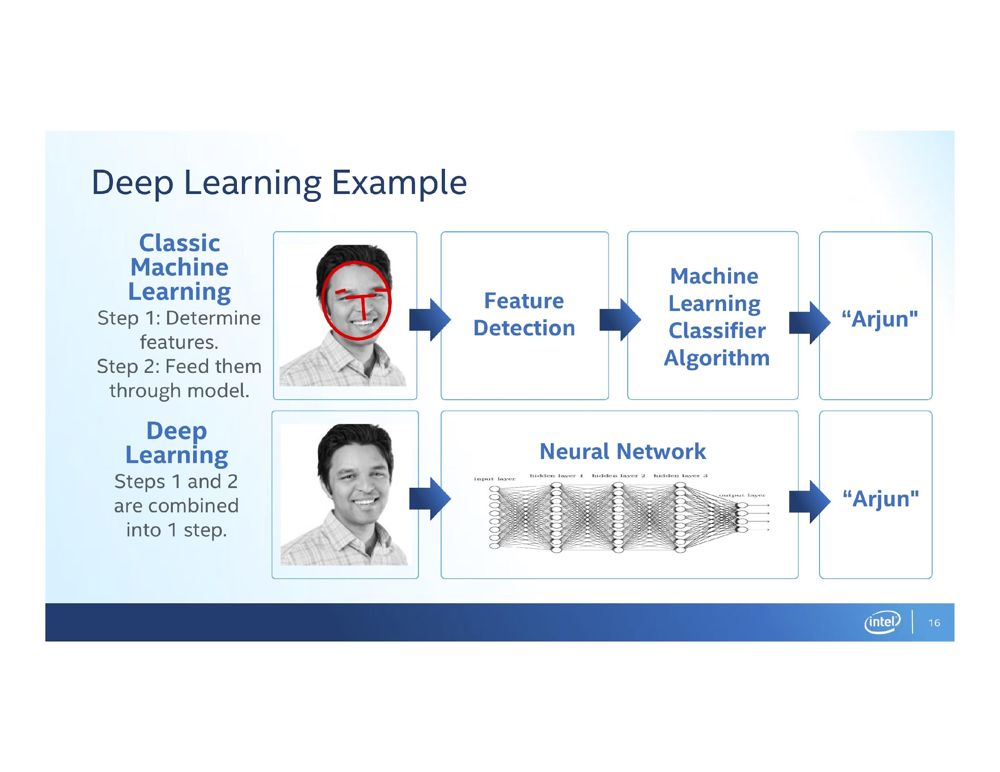 Deep Learning Example
Classic
Machine
Learning
Step 1: Determine
features.
Step 2: Feed them
through model.
Feature
Detection
Machine
Learning
Classifier
Algorithm
“Arjun"
Deep
Learning
Steps 1 and 2
are combined
into 1 step.
Neural Network
input layer
hidden layer 1
hidden layer 2
hidden layer 3
output layer
“Arjun"
intel
16